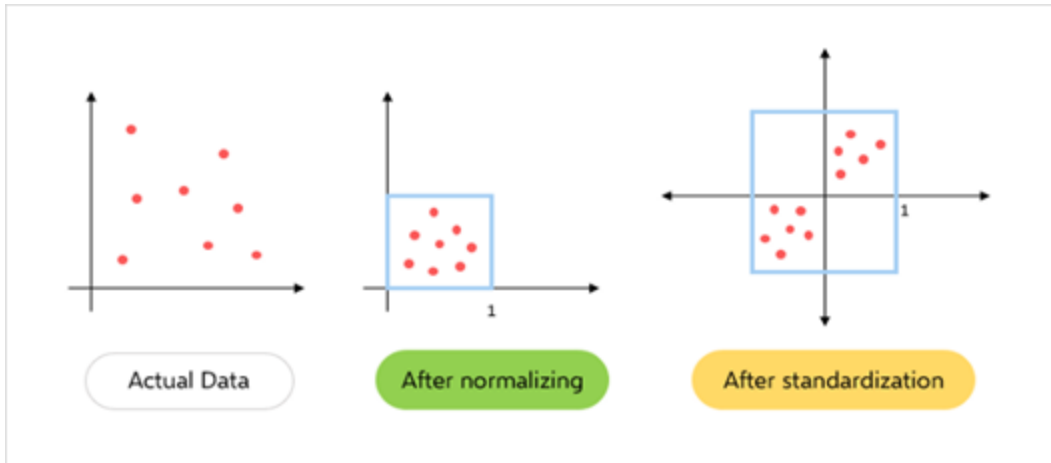 1
1
Actual Data
After normalizing
After standardization